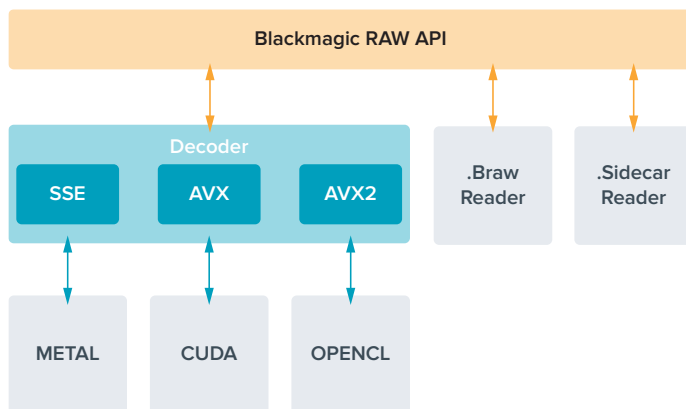 Blackmagic RAW API
Decoder
SSE
AVX
AVX2
.Braw
Reader
.Sidecar
Reader
METAL
CUDA
OPENCL